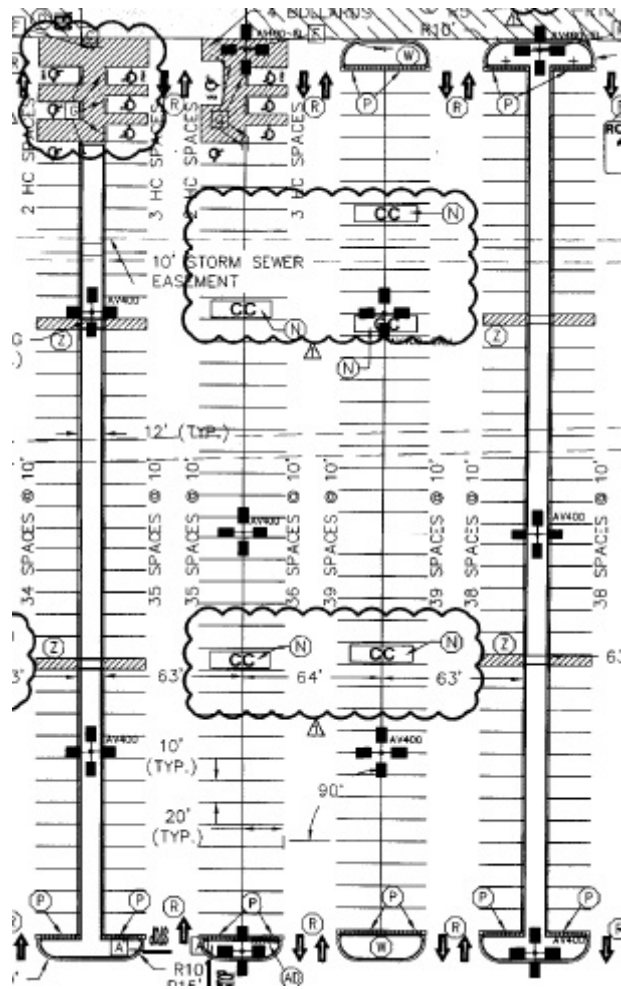 4 BOLLARDS
R10'
W
P
P
P
R
R
R
R
2 HC SPACES
3 HC SPACES
3 HC SPACES
CC
N
10' STORM SEWER
EASEMENT
AV400
CC
N
N
Z
Z
12' (TYP.)
34 SPACES @ 10'
35 SPACES @ 10'
35 SPACES @ 10'
36 SPACES @ 10'
39 SPACES @ 10'
39 SPACES @ 10'
38 SPACES @ 10'
38 SPACES @ 10'
AV400
AV400
Z
CC
N
CC
N
Z
63'
64'
63'
AV400
AV400
10'
(TYP.)
90°
20'
(TYP.)
P
P
P
P
P
P
R
R
R
R
A
W
AV400
R10'
R15'
AD